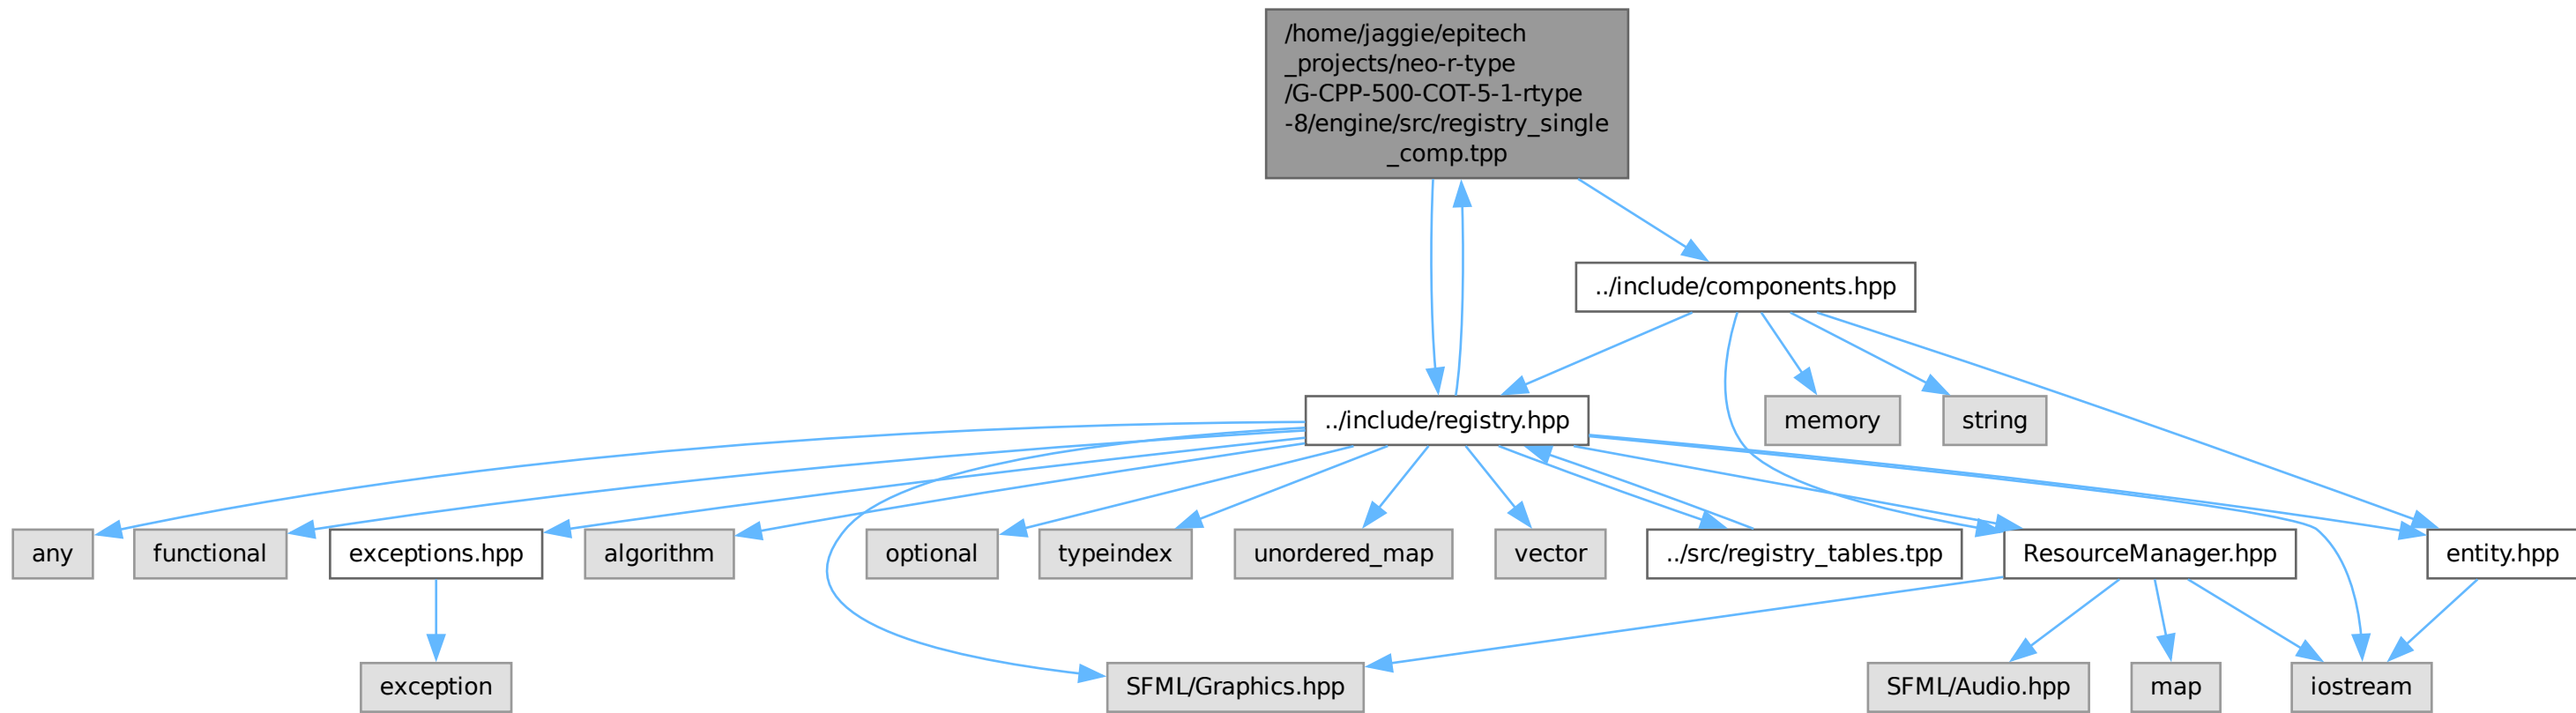 /home/jaggie/epitech
_projects/neo-r-type
/G-CPP-500-COT-5-1-rtype
-8/engine/src/registry_single
_comp.tpp
../include/components.hpp
../include/registry.hpp
memory
string
any
functional
exceptions.hpp
algorithm
optional
typeindex
unordered_map
vector
../src/registry_tables.tpp
ResourceManager.hpp
entity.hpp
exception
SFML/Graphics.hpp
SFML/Audio.hpp
map
iostream